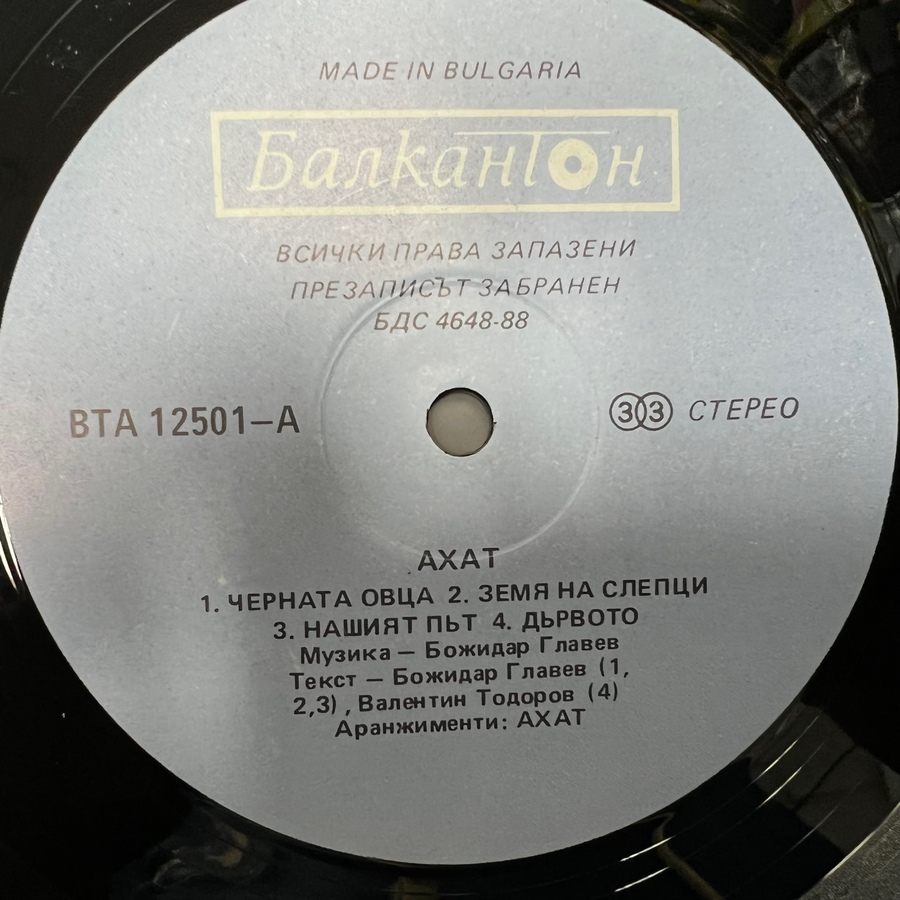 MADE IN BULGARIA
Балкантон
ВСИЧКИ ПРАВА ЗАПАЗЕНИ
ПРЕЗАПИСЪТ ЗАБРАНЕН
БДС 4648-88
ВТА 12501–А
33 СТЕРЕО
АХАТ
1. ЧЕРНАТА ОВЦА 2. ЗЕМЯ НА СЛЕПЦИ
3. НАШИЯТ ПЪТ 4. ДЪРВОТО
Музика – Божидар Главев
Текст – Божидар Главев (1,
2,3) , Валентин Тодоров (4)
Аранжименти: АХАТ